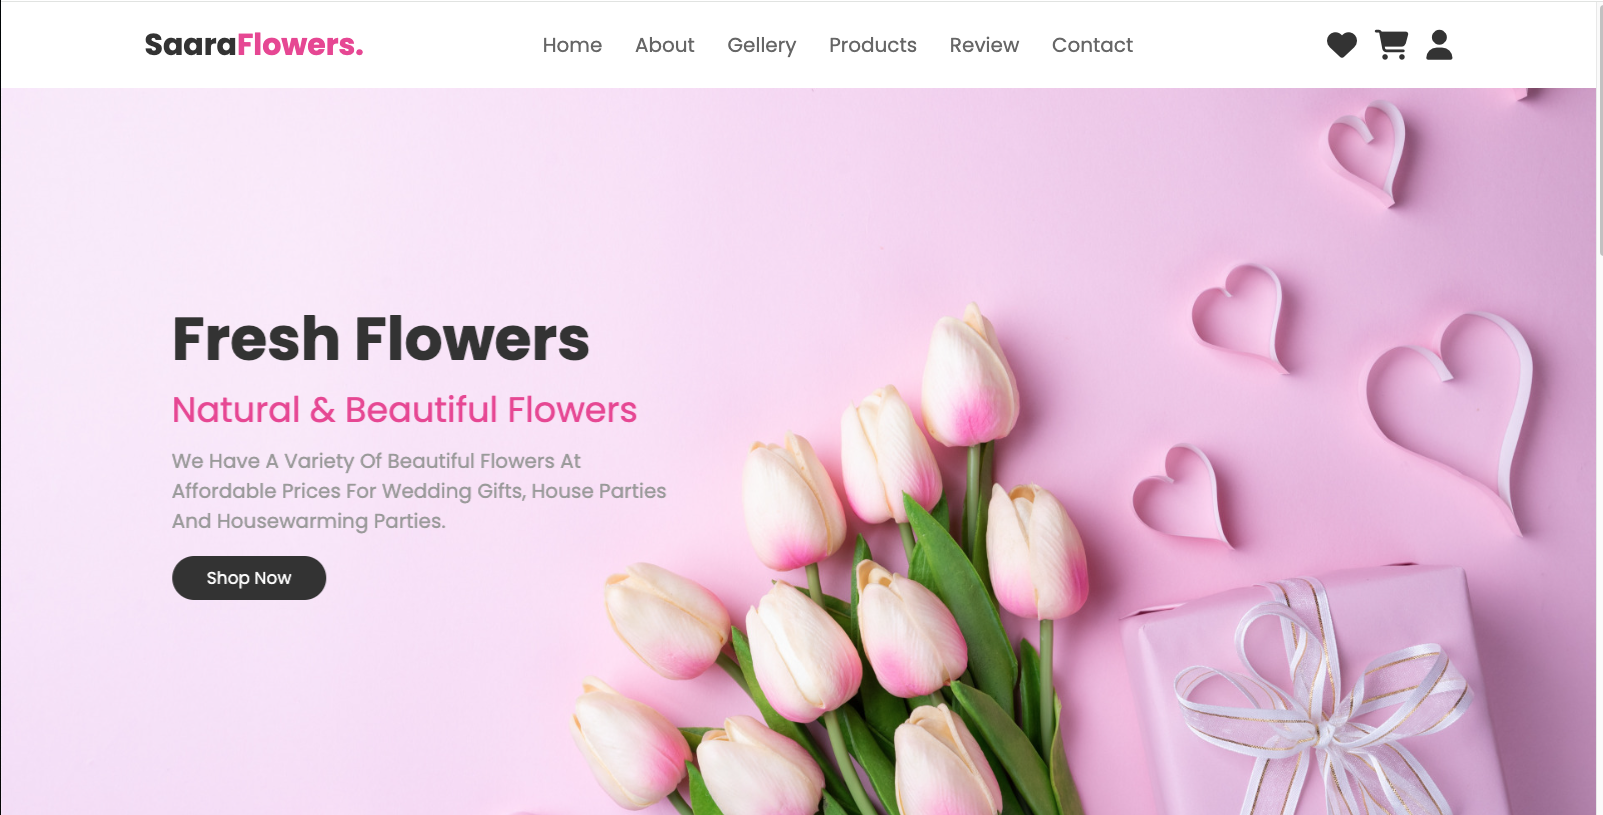 SaaraFlowers.
Home About Gellery Products Review Contact
Fresh Flowers
Natural & Beautiful Flowers
We Have A Variety Of Beautiful Flowers At
Affordable Prices For Wedding Gifts, House Parties
And Housewarming Parties.
Shop Now